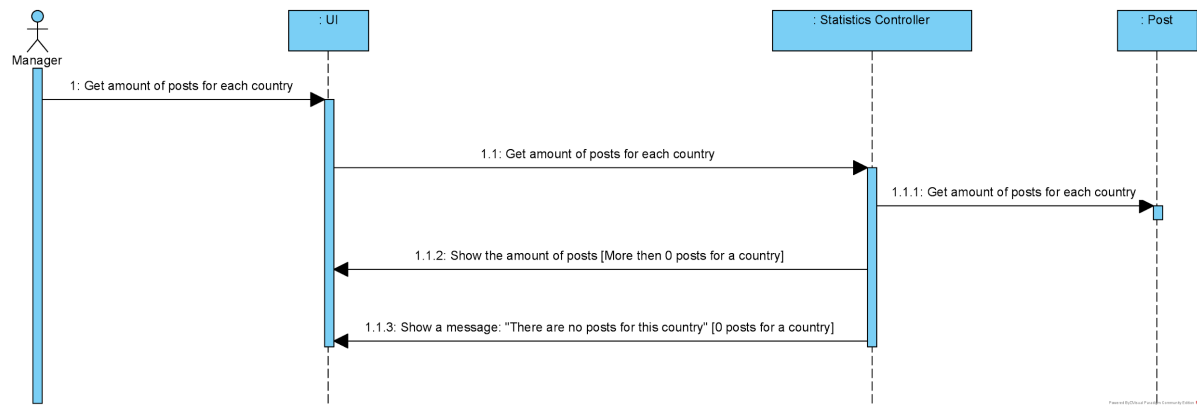 : UI
: Statistics Controller
: Post
Manager
1: Get amount of posts for each country
1.1: Get amount of posts for each country
1.1.1: Get amount of posts for each country
1.1.2: Show the amount of posts [More then 0 posts for a country]
1.1.3: Show a message: "There are no posts for this country" [0 posts for a country]